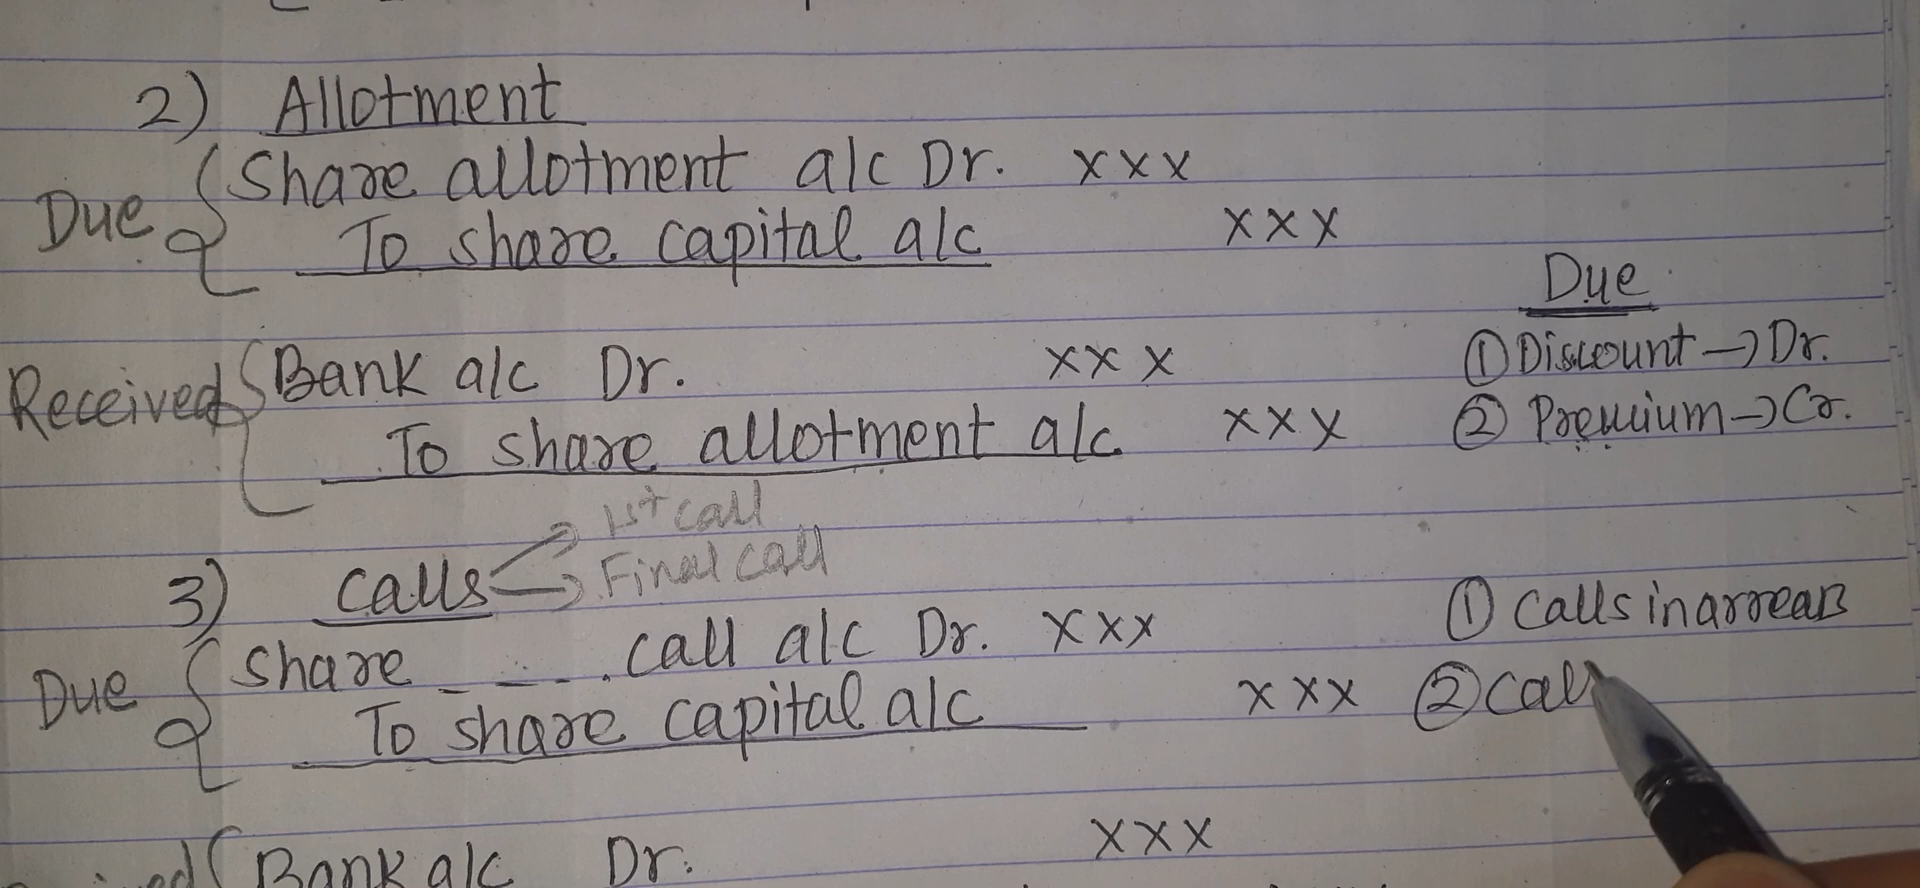 2) Allotment
Due { Share allotment a/c Dr. xxx
To share capital a/c xxx
Due
Received { Bank a/c Dr. xxx
① Discount → Dr.
To share allotment a/c xxx
② Premium → Cr.
1st call
3) Calls
Final call
Due { Share _ _ _ . . call a/c Dr. xxx
① Calls in arrears
To share capital a/c xxx
② Call
Bank a/c Dr. xxx